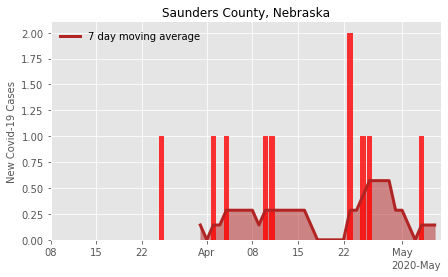 Saunders County, Nebraska
7 day moving average
New Covid-19 Cases
2.00
1.75
1.50
1.25
1.00
0.75
0.50
0.25
0.00
08 15 22 Apr 08 15 22 May
2020-May